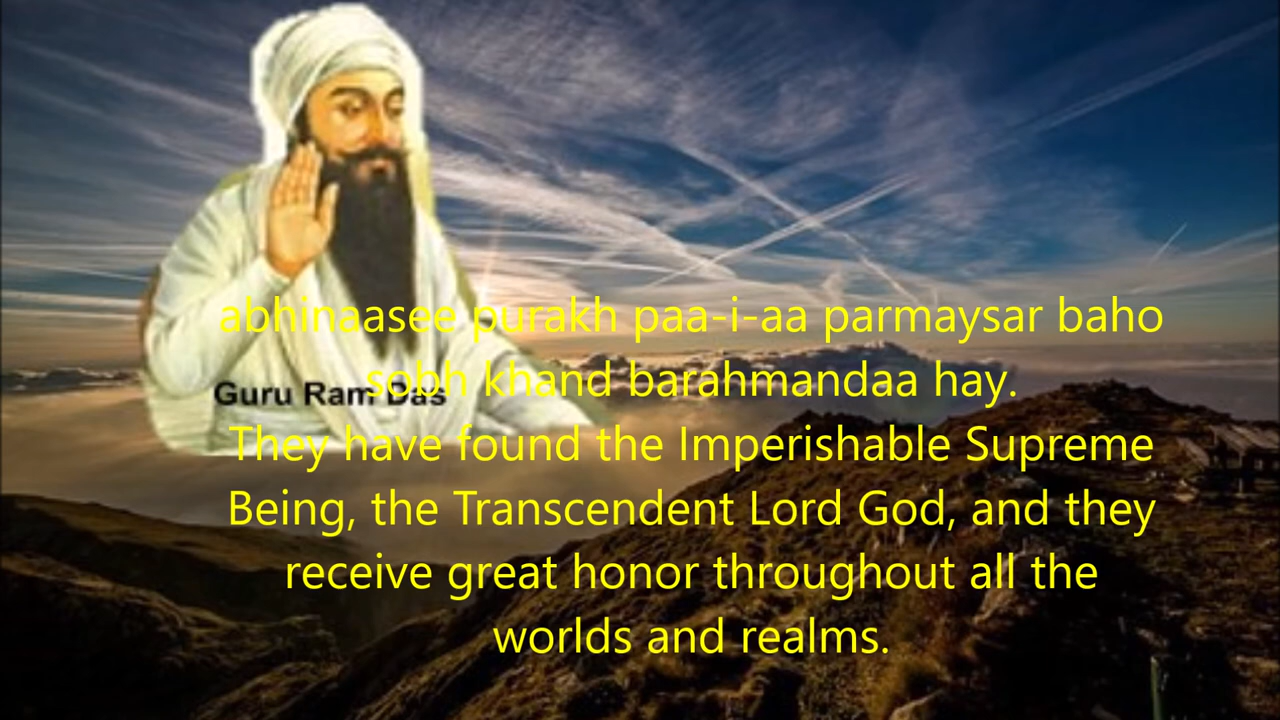 abhinaasee purakh paa-i-aa parmaysar baho
sobh khand barahmandaa hay.
Guru Ram Das
They have found the Imperishable Supreme
Being, the Transcendent Lord God, and they
receive great honor throughout all the
worlds and realms.